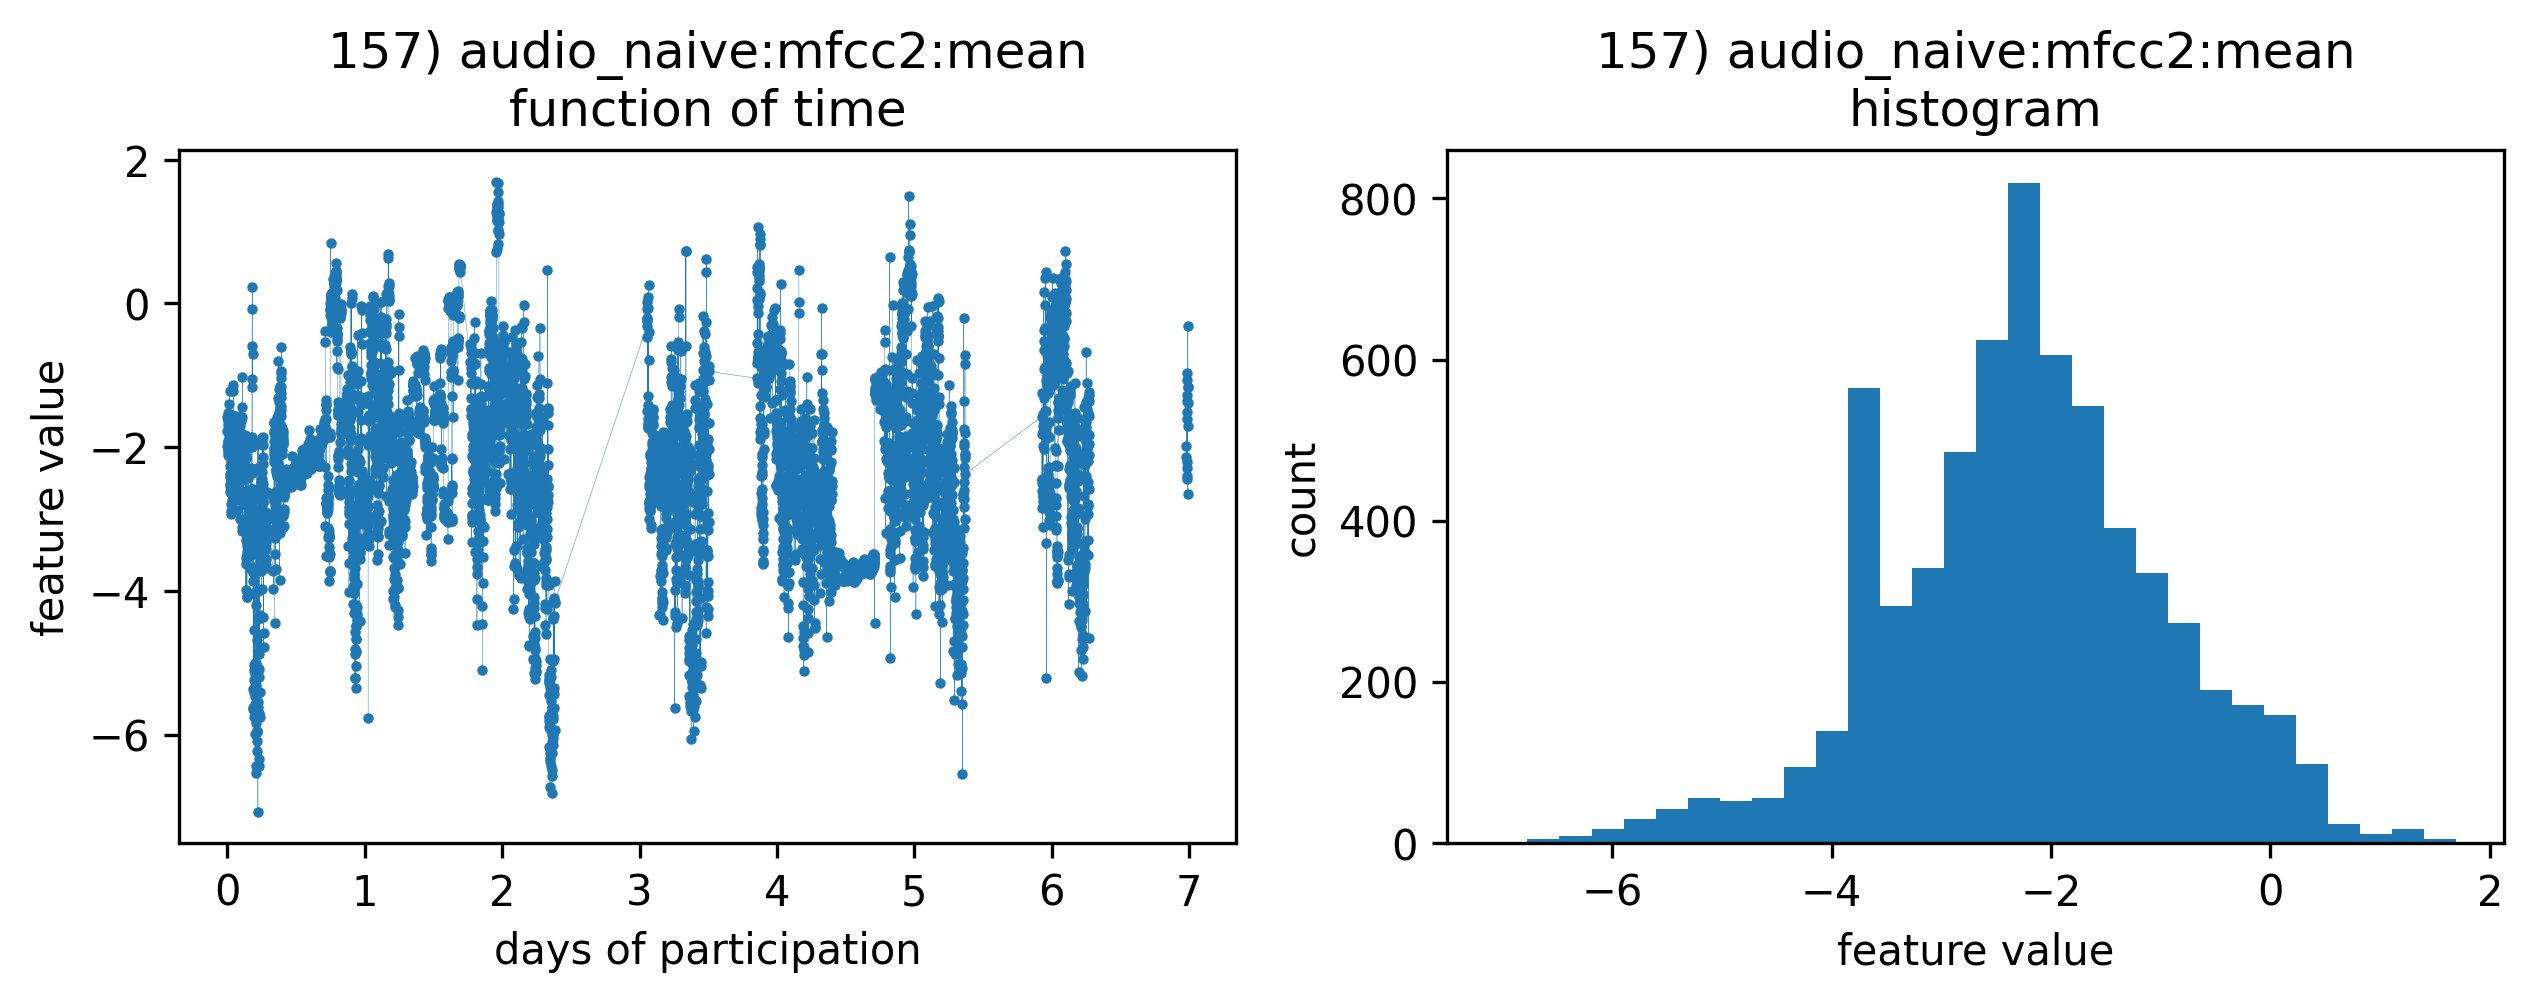 157) audio_naive:mfcc2:mean
function of time
2
0
−2
−4
−6
feature value
0 1 2 3 4 5 6 7
days of participation
157) audio_naive:mfcc2:mean
histogram
800
600
400
200
0
count
−6 −4 −2 0 2
feature value